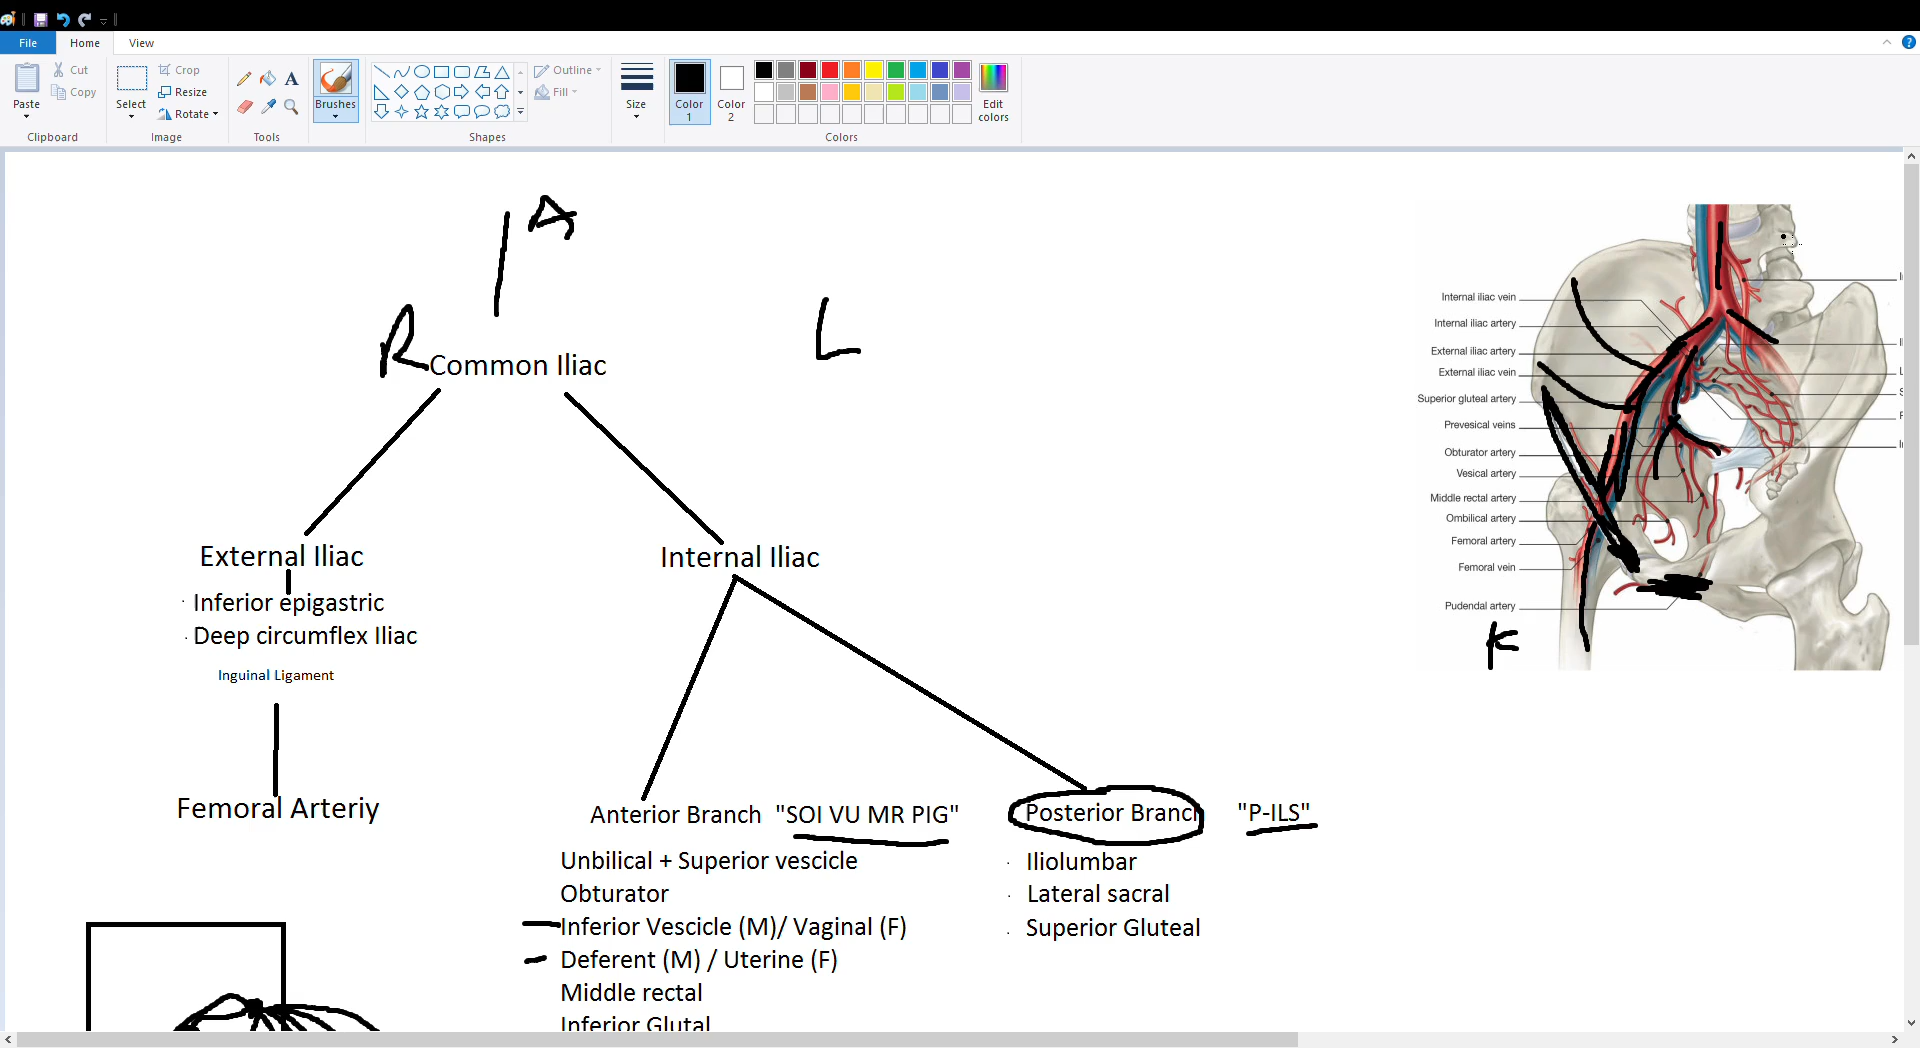 File Home View
Paste Cut Copy Clipboard
Select Crop Resize Rotate Image
A Tools
Brushes
Outline Fill Shapes
Size
Color 1 Color 2 Edit colors Colors
A
R
L
Common Iliac
External Iliac
Inferior epigastric
Deep circumflex Iliac
Inguinal Ligament
Femoral Arteriy
Internal Iliac
Anterior Branch "SOI VU MR PIG"
Unbilical + Superior vescicle
Obturator
Inferior Vescicle (M)/ Vaginal (F)
Deferent (M) / Uterine (F)
Middle rectal
Inferior Glutal
Posterior Branch "P-ILS"
Iliolumbar
Lateral sacral
Superior Gluteal
Internal iliac vein
Internal iliac artery
External iliac artery
External iliac vein
Superior gluteal artery
Prevesical veins
Obturator artery
Vesical artery
Middle rectal artery
Ombilical artery
Femoral artery
Femoral vein
Pudendal artery